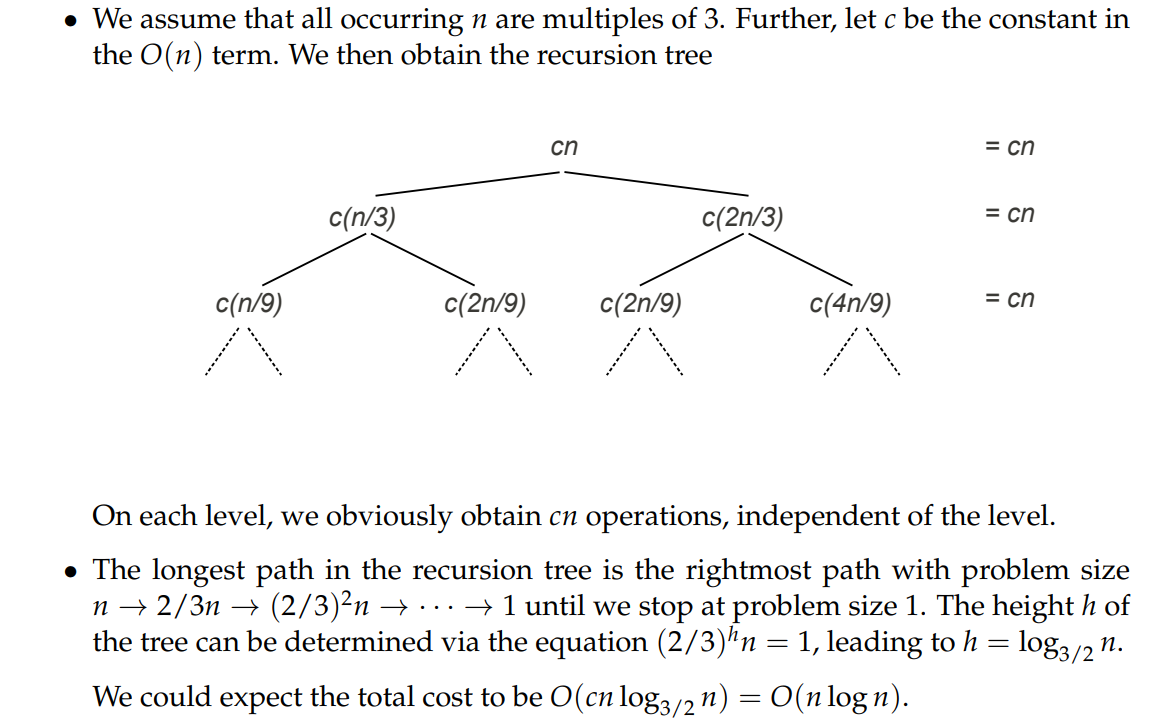 • We assume that all occurring n are multiples of 3. Further, let c be the constant in
the O(n) term. We then obtain the recursion tree
cn = cn
c(n/3) c(2n/3) = cn
c(n/9) c(2n/9) c(2n/9) c(4n/9) = cn
On each level, we obviously obtain cn operations, independent of the level.
• The longest path in the recursion tree is the rightmost path with problem size
n → 2/3n → (2/3)²n → ⋯ → 1 until we stop at problem size 1. The height h of
the tree can be determined via the equation (2/3)ʰn = 1, leading to h = log₃/₂ n.
We could expect the total cost to be O(cn log₃/₂ n) = O(n log n).